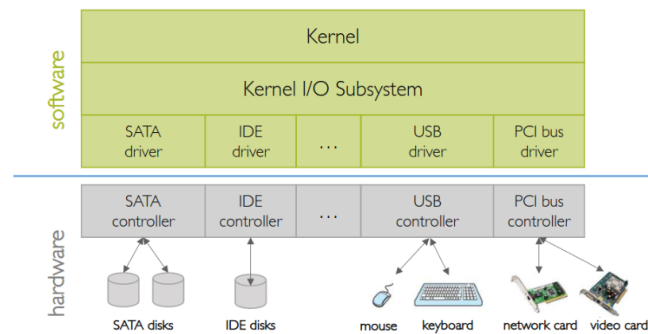 software
Kernel
Kernel I/O Subsystem
SATA
driver
IDE
driver
...
USB
driver
PCI bus
driver
hardware
SATA
controller
IDE
controller
...
USB
controller
PCI bus
controller
SATA disks
IDE disks
mouse
keyboard
network card
video card